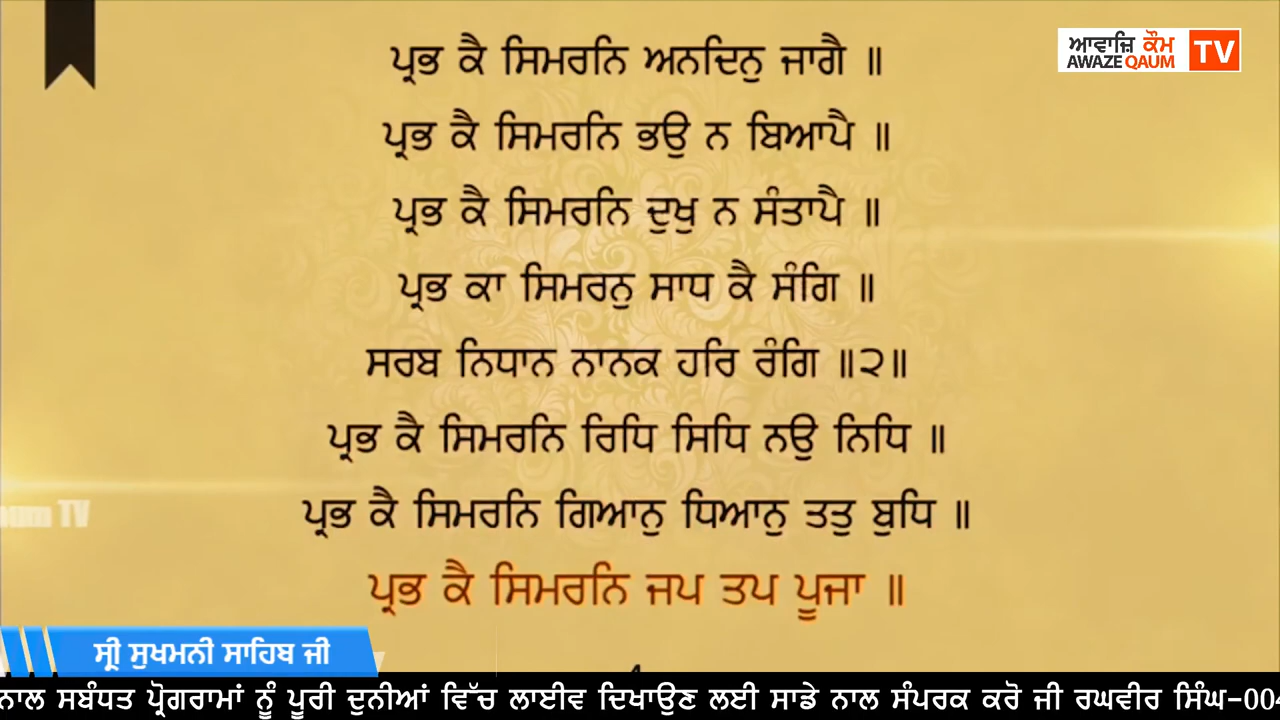 ਆਵਾਜ਼ਿ ਕੌਮ
AWAZE QAUM TV
ਪ੍ਰਭ ਕੈ ਸਿਮਰਨਿ ਅਨਦਿਨੁ ਜਾਗੈ ॥
ਪ੍ਰਭ ਕੈ ਸਿਮਰਨਿ ਭਉ ਨ ਬਿਆਪੈ ॥
ਪ੍ਰਭ ਕੈ ਸਿਮਰਨਿ ਦੁਖੁ ਨ ਸੰਤਾਪੈ ॥
ਪ੍ਰਭ ਕਾ ਸਿਮਰਨੁ ਸਾਧ ਕੈ ਸੰਗਿ ॥
ਸਰਬ ਨਿਧਾਨ ਨਾਨਕ ਹਰਿ ਰੰਗਿ ॥੨॥
ਪ੍ਰਭ ਕੈ ਸਿਮਰਨਿ ਰਿਧਿ ਸਿਧਿ ਨਉ ਨਿਧਿ ॥
ਪ੍ਰਭ ਕੈ ਸਿਮਰਨਿ ਗਿਆਨੁ ਧਿਆਨੁ ਤਤੁ ਬੁਧਿ ॥
TV
ਪ੍ਰਭ ਕੈ ਸਿਮਰਨਿ ਜਪ ਤਪ ਪੂਜਾ ॥
ਸ੍ਰੀ ਸੁਖਮਨੀ ਸਾਹਿਬ ਜੀ
ਨਾਲ ਸਬੰਧਤ ਪ੍ਰੋਗਰਾਮਾਂ ਨੂੰ ਪੂਰੀ ਦੁਨੀਆਂ ਵਿੱਚ ਲਾਈਵ ਦਿਖਾਉਣ ਲਈ ਸਾਡੇ ਨਾਲ ਸੰਪਰਕ ਕਰੋ ਜੀ ਰਘਵੀਰ ਸਿੰਘ-00